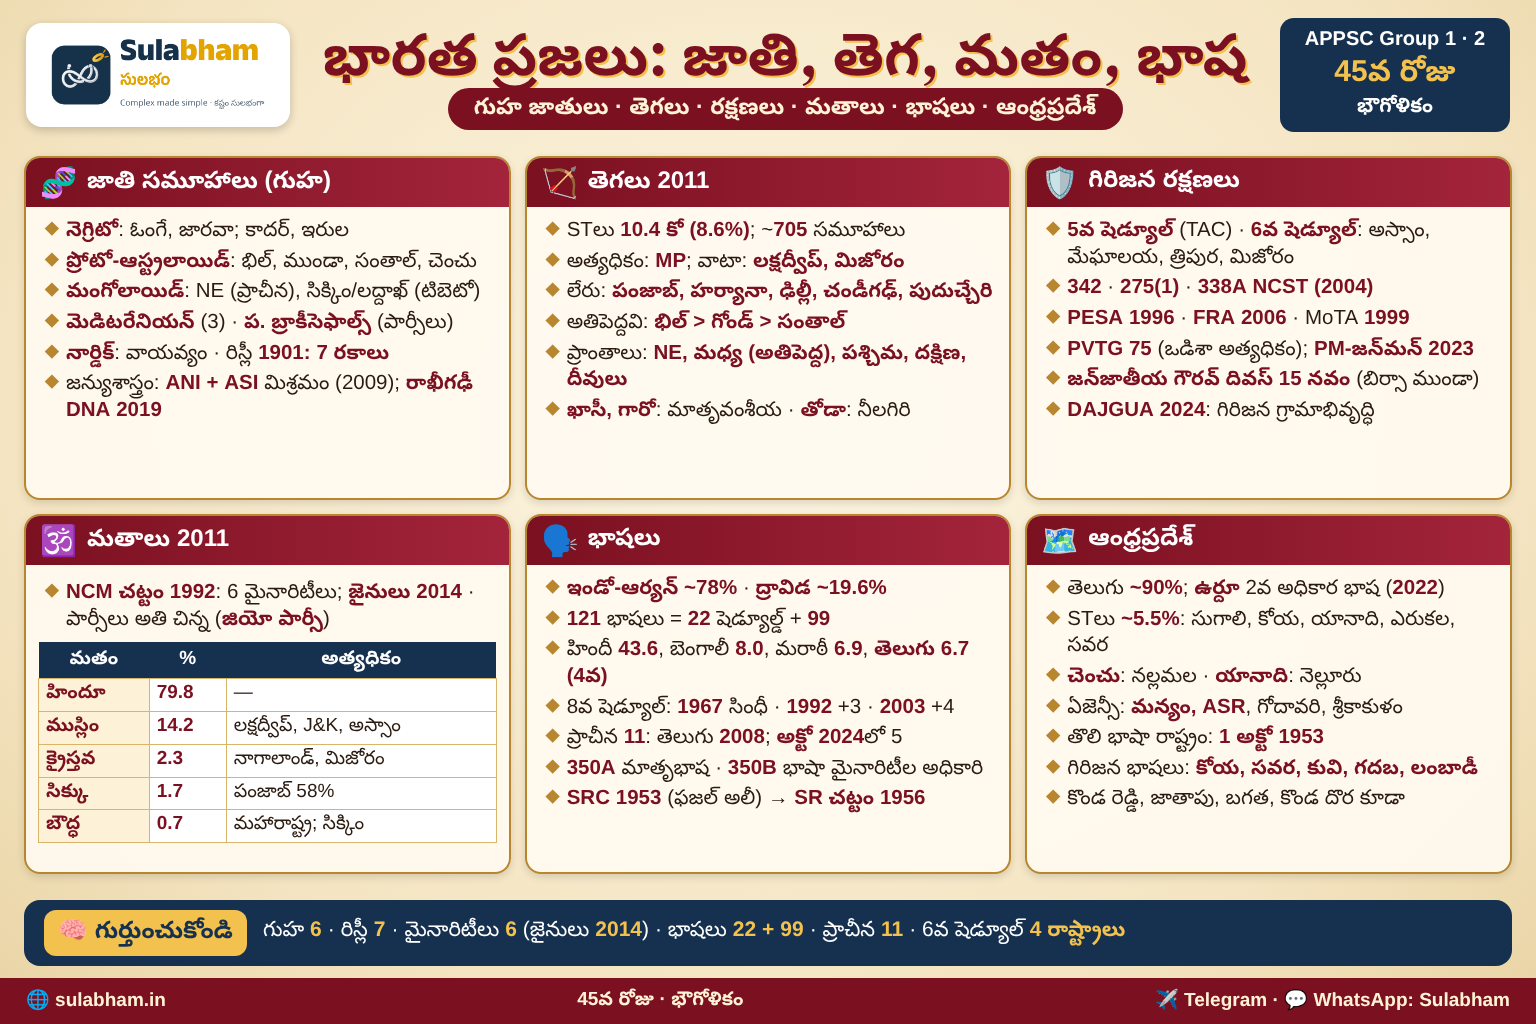 Sulabham
సులభం
Complex made simple · కష్టం సులభంగా
భారత ప్రజలు: జాతి, తెగ, మతం, భాష
గుహ జాతులు · తెగలు · రక్షణలు · మతాలు · భాషలు · ఆంధ్రప్రదేశ్
APPSC Group 1 · 2
45వ రోజు
భౌగోళికం
జాతి సమూహాలు (గుహ)
నెగ్రిటో: ఓంగే, జారవా; కాదర్, ఇరుల
ప్రోటో-ఆస్ట్రలాయిడ్: భిల్, ముండా, సంతాల్, చెంచు
మంగోలాయిడ్: NE (ప్రాచీన), సిక్కిం/లద్దాఖ్ (టిబెటో)
మెడిటరేనియన్ (3) · ప. బ్రాకీసెఫాల్స్ (పార్సీలు)
నార్డిక్: వాయవ్యం · రిస్లీ 1901: 7 రకాలు
జన్యుశాస్త్రం: ANI + ASI మిశ్రమం (2009); రాఖీగఢీ
DNA 2019
తెగలు 2011
STలు 10.4 కో (8.6%); ~705 సమూహాలు
అత్యధికం: MP; వాటా: లక్షద్వీప్, మిజోరం
లేరు: పంజాబ్, హర్యానా, ఢిల్లీ, చండీగఢ్, పుదుచ్చేరి
అతిపెద్దవి: భిల్ > గోండ్ > సంతాల్
ప్రాంతాలు: NE, మధ్య (అతిపెద్ద), పశ్చిమ, దక్షిణ,
దీవులు
ఖాసీ, గారో: మాతృవంశీయ · తోడా: నీలగిరి
గిరిజన రక్షణలు
5వ షెడ్యూల్ (TAC) · 6వ షెడ్యూల్: అస్సాం,
మేఘాలయ, త్రిపుర, మిజోరం
342 · 275(1) · 338A NCST (2004)
PESA 1996 · FRA 2006 · MoTA 1999
PVTG 75 (ఒడిశా అత్యధికం); PM-జన్‌మన్ 2023
జన్‌జాతీయ గౌరవ్ దివస్ 15 నవం (బిర్సా ముండా)
DAJGUA 2024: గిరిజన గ్రామాభివృద్ధి
మతాలు 2011
NCM చట్టం 1992: 6 మైనారిటీలు; జైనులు 2014 ·
పార్సీలు అతి చిన్న (జియో పార్సీ)
మతం % అత్యధికం
హిందూ 79.8 —
ముస్లిం 14.2 లక్షద్వీప్, J&K, అస్సాం
క్రైస్తవ 2.3 నాగాలాండ్, మిజోరం
సిక్కు 1.7 పంజాబ్ 58%
బౌద్ధ 0.7 మహారాష్ట్ర; సిక్కిం
భాషలు
ఇండో-ఆర్యన్ ~78% · ద్రావిడ ~19.6%
121 భాషలు = 22 షెడ్యూల్డ్ + 99
హిందీ 43.6, బెంగాలీ 8.0, మరాఠీ 6.9, తెలుగు 6.7
(4వ)
8వ షెడ్యూల్: 1967 సింధీ · 1992 +3 · 2003 +4
ప్రాచీన 11: తెలుగు 2008; అక్టో 2024లో 5
350A మాతృభాష · 350B భాషా మైనారిటీల అధికారి
SRC 1953 (ఫజల్ అలీ) → SR చట్టం 1956
ఆంధ్రప్రదేశ్
తెలుగు ~90%; ఉర్దూ 2వ అధికార భాష (2022)
STలు ~5.5%: సుగాలి, కోయ, యానాది, ఎరుకల,
సవర
చెంచు: నల్లమల · యానాది: నెల్లూరు
ఏజెన్సీ: మన్యం, ASR, గోదావరి, శ్రీకాకుళం
తొలి భాషా రాష్ట్రం: 1 అక్టో 1953
గిరిజన భాషలు: కోయ, సవర, కువి, గదబ, లంబాడీ
కొండ రెడ్డి, జాతాపు, బగత, కొండ దొర కూడా
గుర్తుంచుకోండి
గుహ 6 · రిస్లీ 7 · మైనారిటీలు 6 (జైనులు 2014) · భాషలు 22 + 99 · ప్రాచీన 11 · 6వ షెడ్యూల్ 4 రాష్ట్రాలు
sulabham.in
45వ రోజు · భౌగోళికం
Telegram · WhatsApp: Sulabham